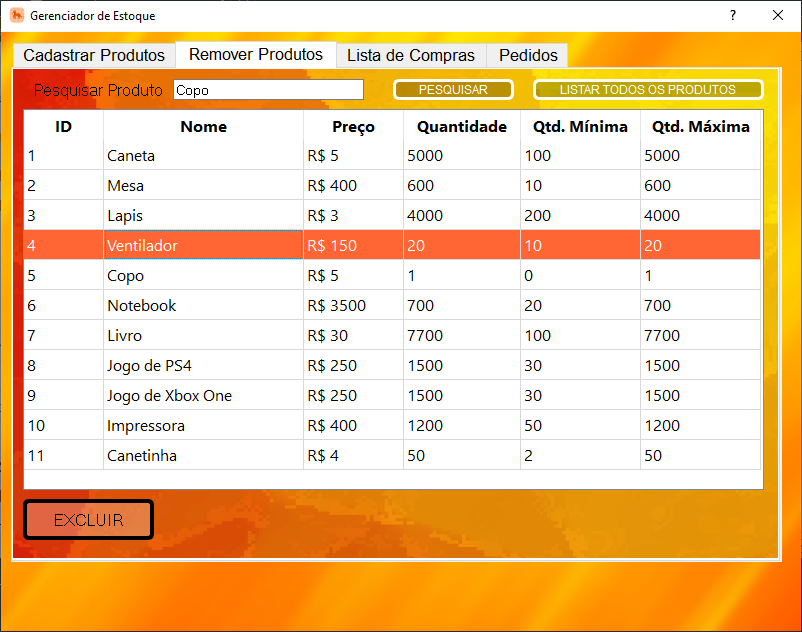 Gerenciador de Estoque ?
Cadastrar Produtos Remover Produtos Lista de Compras Pedidos
Pesquisar Produto Copo PESQUISAR LISTAR TODOS OS PRODUTOS
ID Nome Preço Quantidade Qtd. Mínima Qtd. Máxima
1 Caneta R$ 5 5000 100 5000
2 Mesa R$ 400 600 10 600
3 Lapis R$ 3 4000 200 4000
4 Ventilador R$ 150 20 10 20
5 Copo R$ 5 1 0 1
6 Notebook R$ 3500 700 20 700
7 Livro R$ 30 7700 100 7700
8 Jogo de PS4 R$ 250 1500 30 1500
9 Jogo de Xbox One R$ 250 1500 30 1500
10 Impressora R$ 400 1200 50 1200
11 Canetinha R$ 4 50 2 50
EXCLUIR